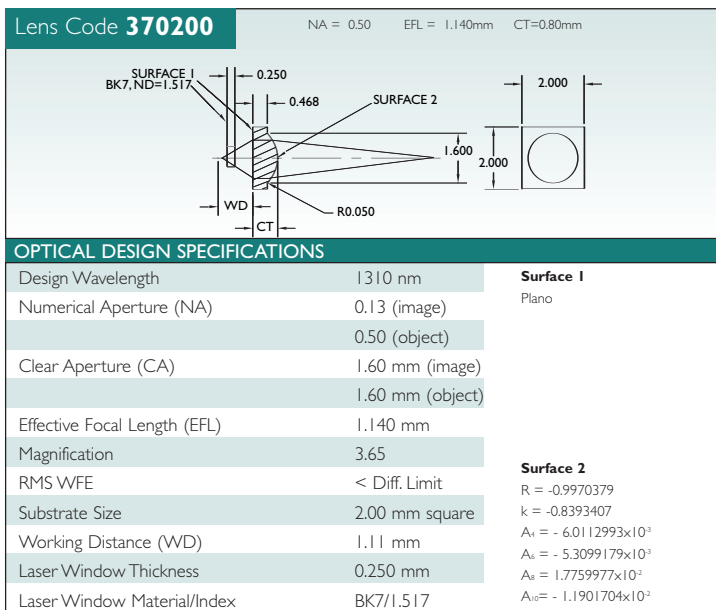 Lens Code 370200
NA = 0.50 EFL = 1.140mm CT=0.80mm
SURFACE 1
BK7, ND=1.517
0.250
0.468
SURFACE 2
2.000
1.600
2.000
WD
R0.050
CT
OPTICAL DESIGN SPECIFICATIONS
Design Wavelength 1310 nm
Numerical Aperture (NA) 0.13 (image)
0.50 (object)
Clear Aperture (CA) 1.60 mm (image)
1.60 mm (object)
Effective Focal Length (EFL) 1.140 mm
Magnification 3.65
RMS WFE < Diff. Limit
Substrate Size 2.00 mm square
Working Distance (WD) 1.11 mm
Laser Window Thickness 0.250 mm
Laser Window Material/Index BK7/1.517
Surface 1
Plano
Surface 2
R = -0.9970379
k = -0.8393407
A₄ = - 6.0112993x10⁻³
A₆ = - 5.3099179x10⁻³
A₈ = 1.7759977x10⁻²
A₁₀= - 1.1901704x10⁻²